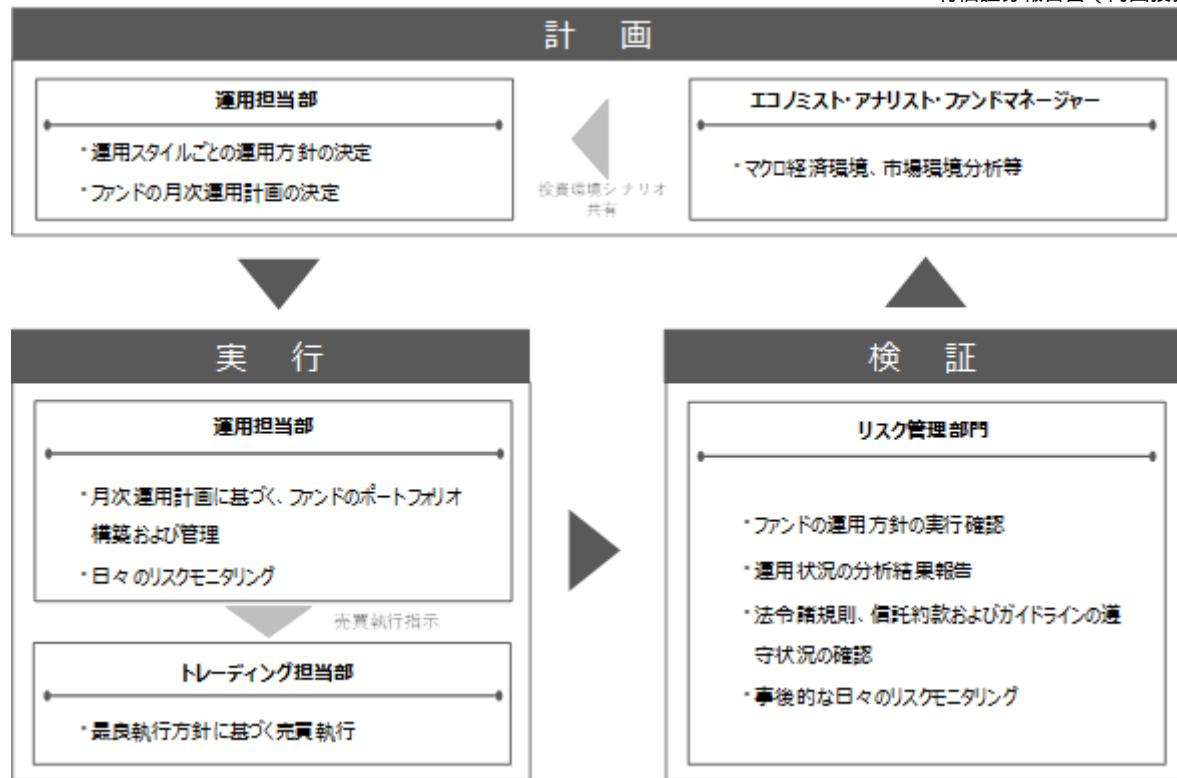 計 画
運用担当部
・運用スタイルごとの運用方針の決定
・ファンドの月次運用計画の決定
投資環境シナリオ
共有
エコノミスト・アナリスト・ファンドマネージャー
・マクロ経済環境、市場環境分析等
実 行
運用担当部
・月次運用計画に基づく、ファンドのポートフォリオ
構築および管理
・日々のリスクモニタリング
売買執行指示
トレーディング担当部
・最良執行方針に基づく売買執行
検 証
リスク管理部門
・ファンドの運用方針の実行確認
・運用状況の分析結果報告
・法令諸規則、信託約款およびガイドラインの遵
守状況の確認
・事後的な日々のリスクモニタリング